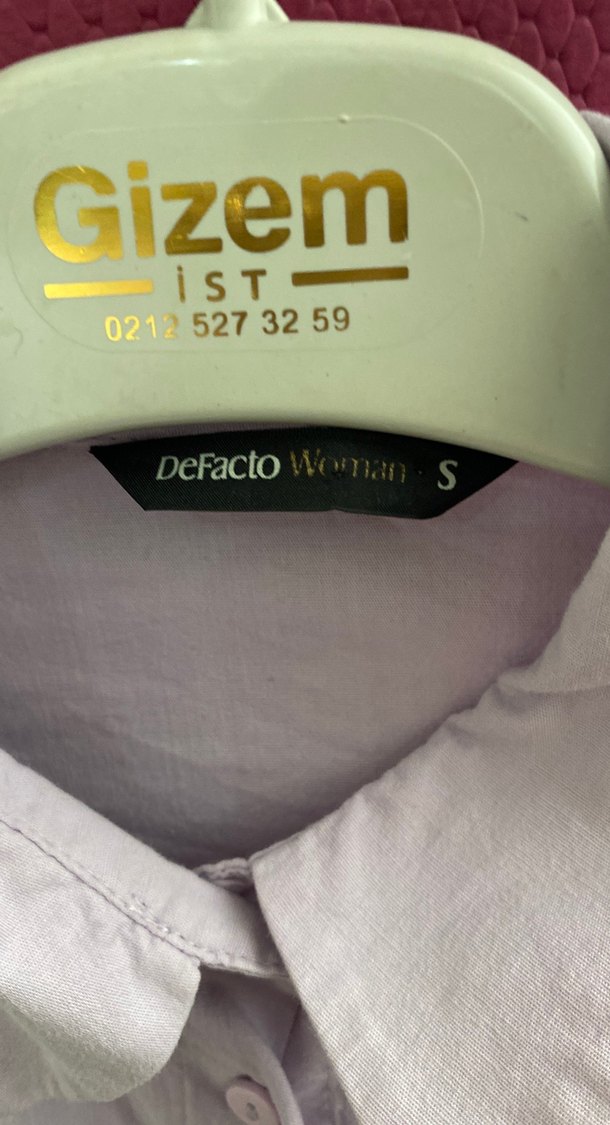 Gizem
İST
0212 527 32 59
DeFacto Woman S